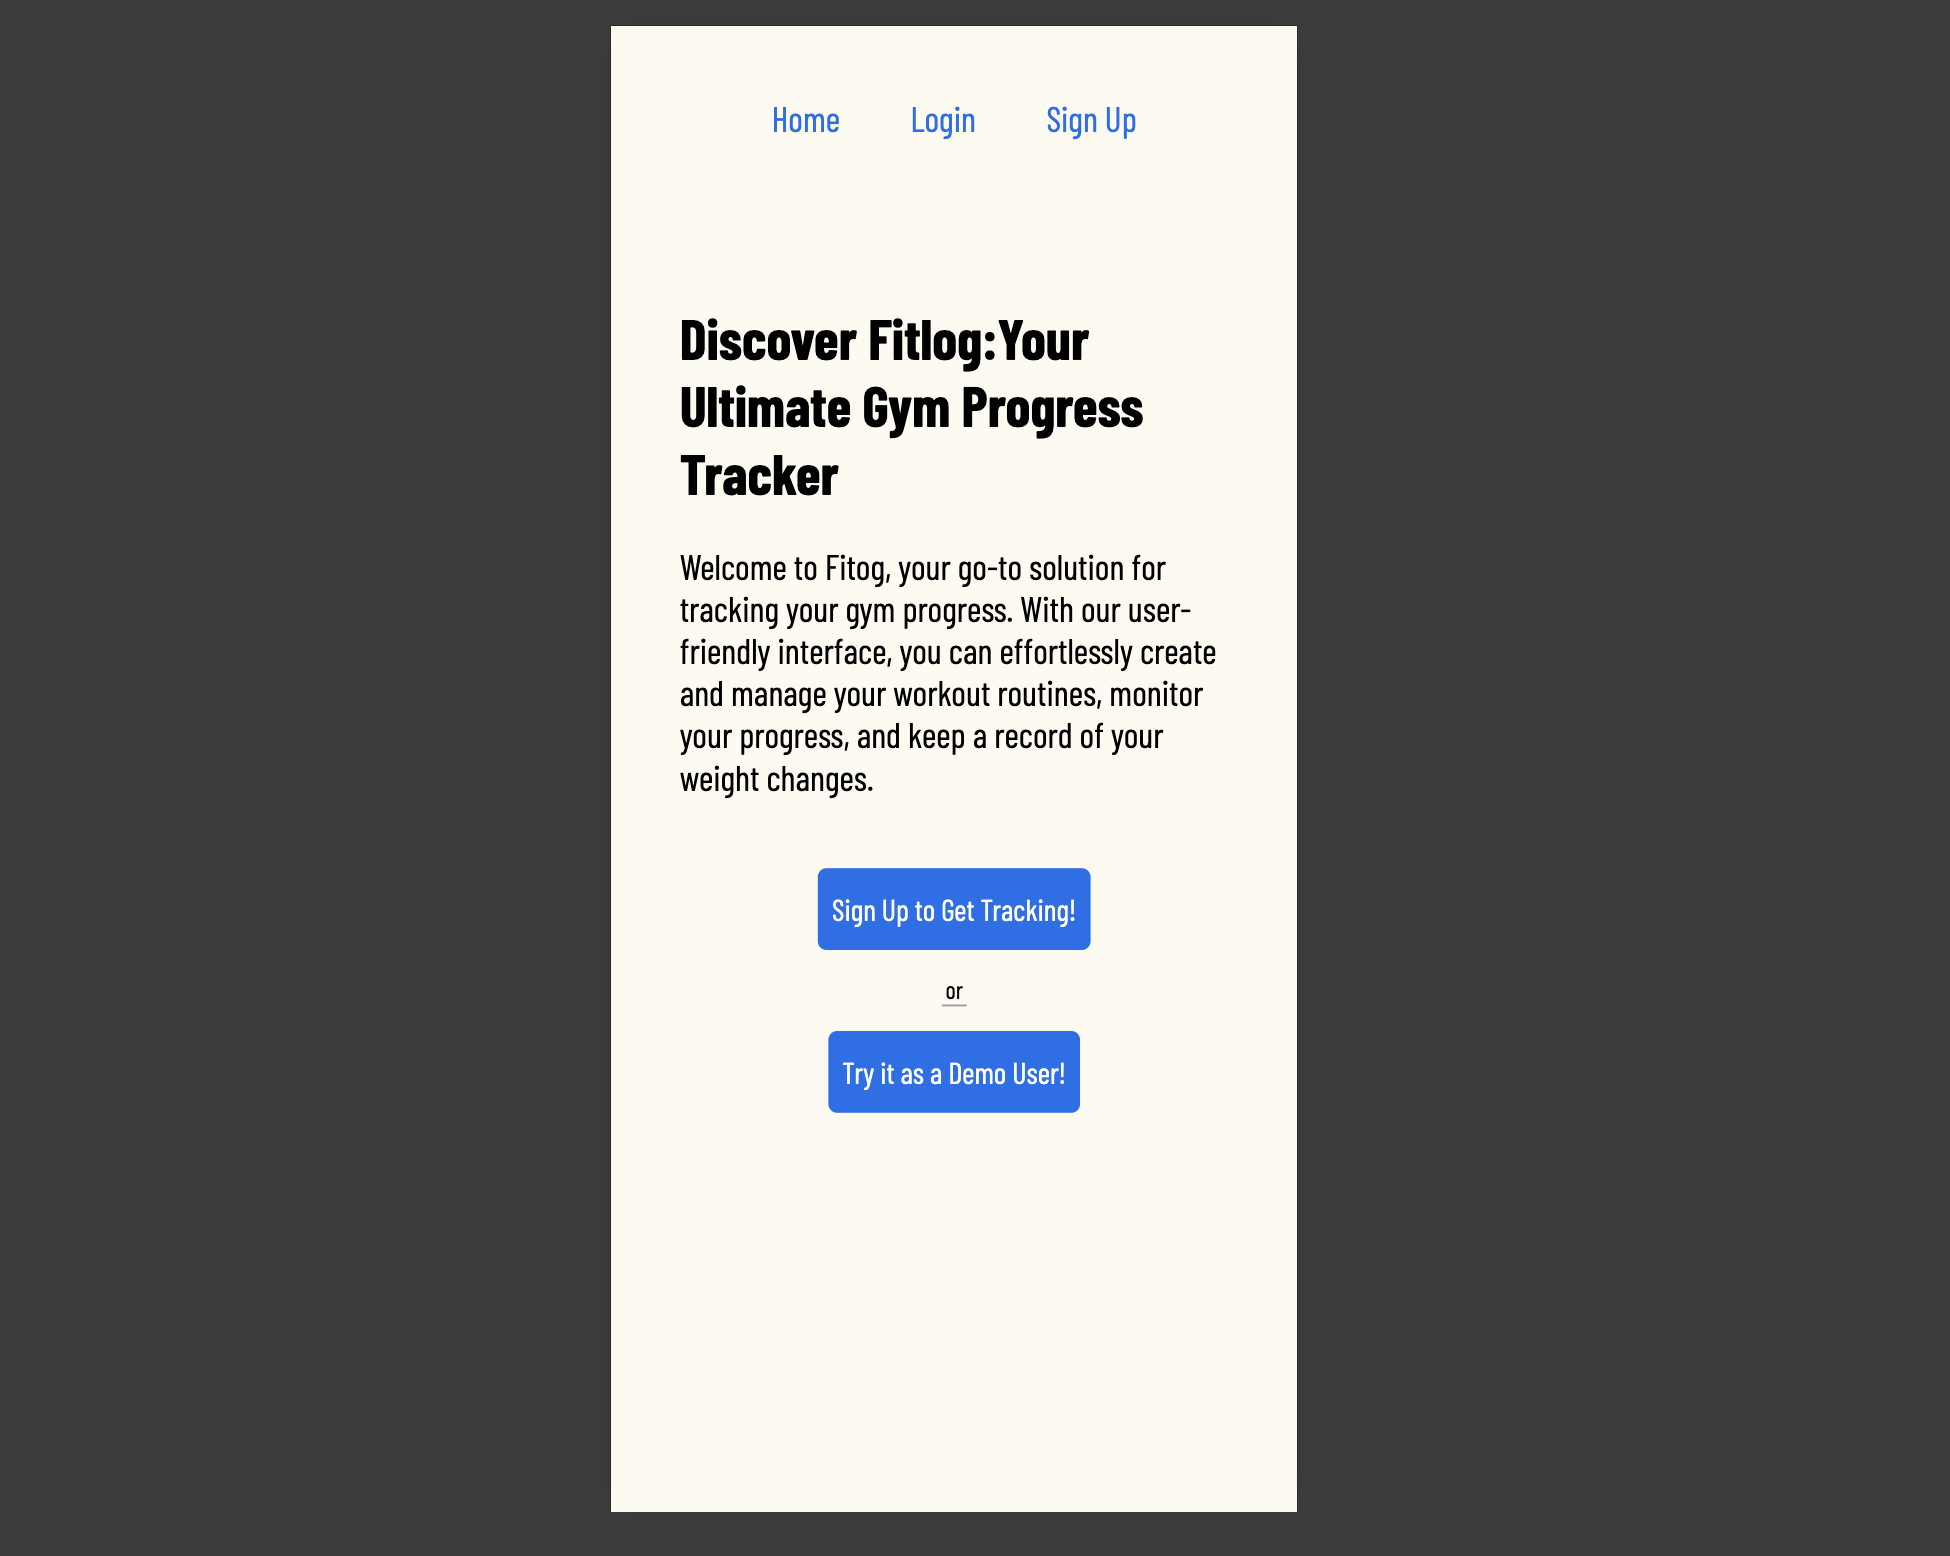 Home Login Sign Up
Discover Fitlog:Your
Ultimate Gym Progress
Tracker
Welcome to Fitog, your go-to solution for
tracking your gym progress. With our user-
friendly interface, you can effortlessly create
and manage your workout routines, monitor
your progress, and keep a record of your
weight changes.
Sign Up to Get Tracking!
or
Try it as a Demo User!